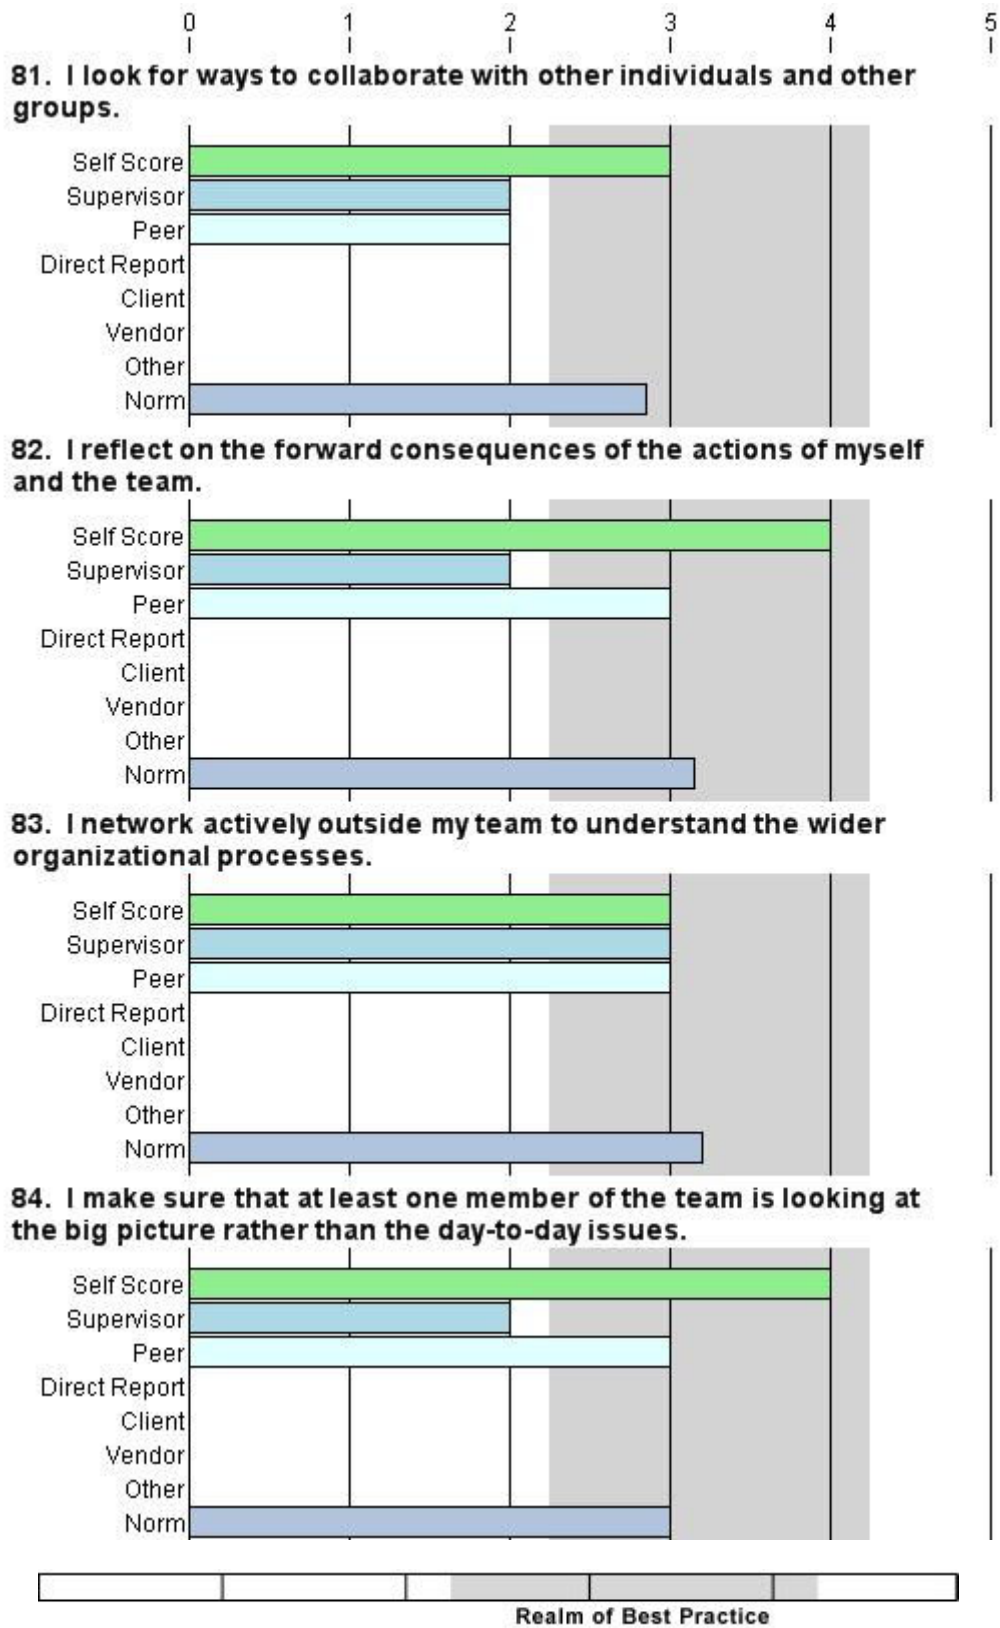 0 1 2 3 4 5
81. I look for ways to collaborate with other individuals and other
groups.
Self Score
Supervisor
Peer
Direct Report
Client
Vendor
Other
Norm
82. I reflect on the forward consequences of the actions of myself
and the team.
Self Score
Supervisor
Peer
Direct Report
Client
Vendor
Other
Norm
83. I network actively outside my team to understand the wider
organizational processes.
Self Score
Supervisor
Peer
Direct Report
Client
Vendor
Other
Norm
84. I make sure that at least one member of the team is looking at
the big picture rather than the day-to-day issues.
Self Score
Supervisor
Peer
Direct Report
Client
Vendor
Other
Norm
Realm of Best Practice